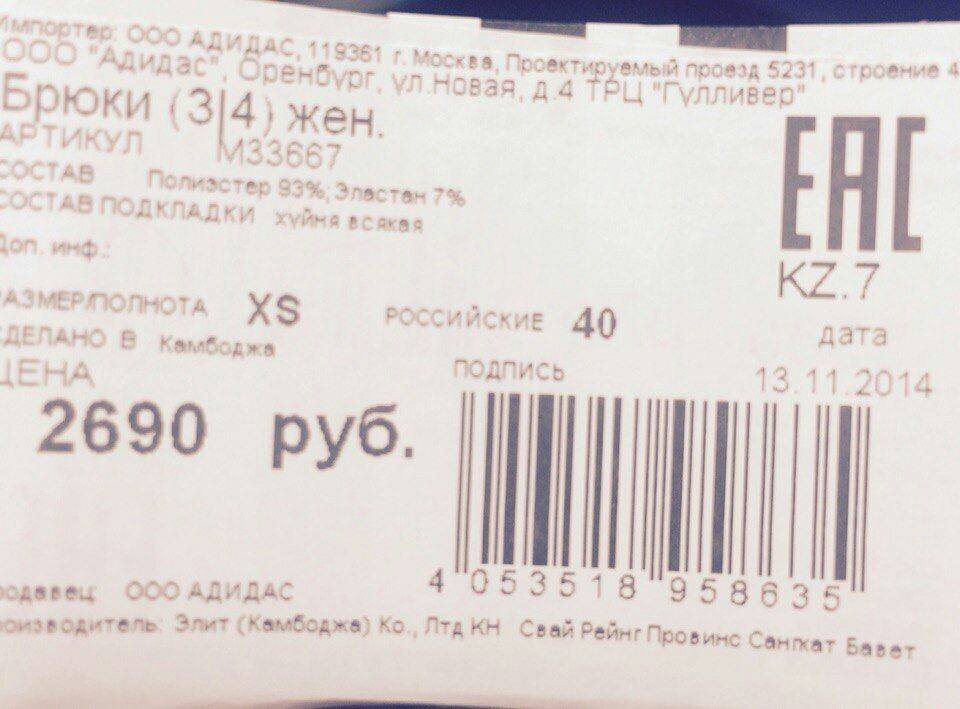 Импортер: ООО АДИДАС, 119361 г. Москва, Проектируемый проезд 5231, строение 4
ООО "Адидас", Оренбург, ул.Новая, д.4 ТРЦ "Гулливер"
Брюки (3|4) жен.
АРТИКУЛ M33667
СОСТАВ Полиэстер 93%; Эластан 7%
СОСТАВ ПОДКЛАДКИ хуйня всякая
Доп. инф.:
EAC
KZ.7
РАЗМЕР/ПОЛНОТА XS РОССИЙСКИЕ 40
дата
СДЕЛАНО В Камбоджа
ПОДПИСЬ
13.11.2014
ЦЕНА
2690 руб.
4 053518 958635
Продавец: ООО АДИДАС
Производитель: Элит (Камбоджа) Ко., Лтд КН Свай Рейнг Провинс Сангкат Бавет